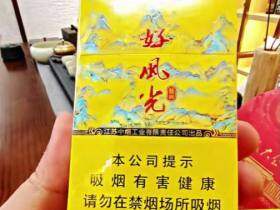 好
风光
江苏中烟工业有限责任公司出品
本公司提示
吸烟有害健康
请勿在禁烟场所吸烟